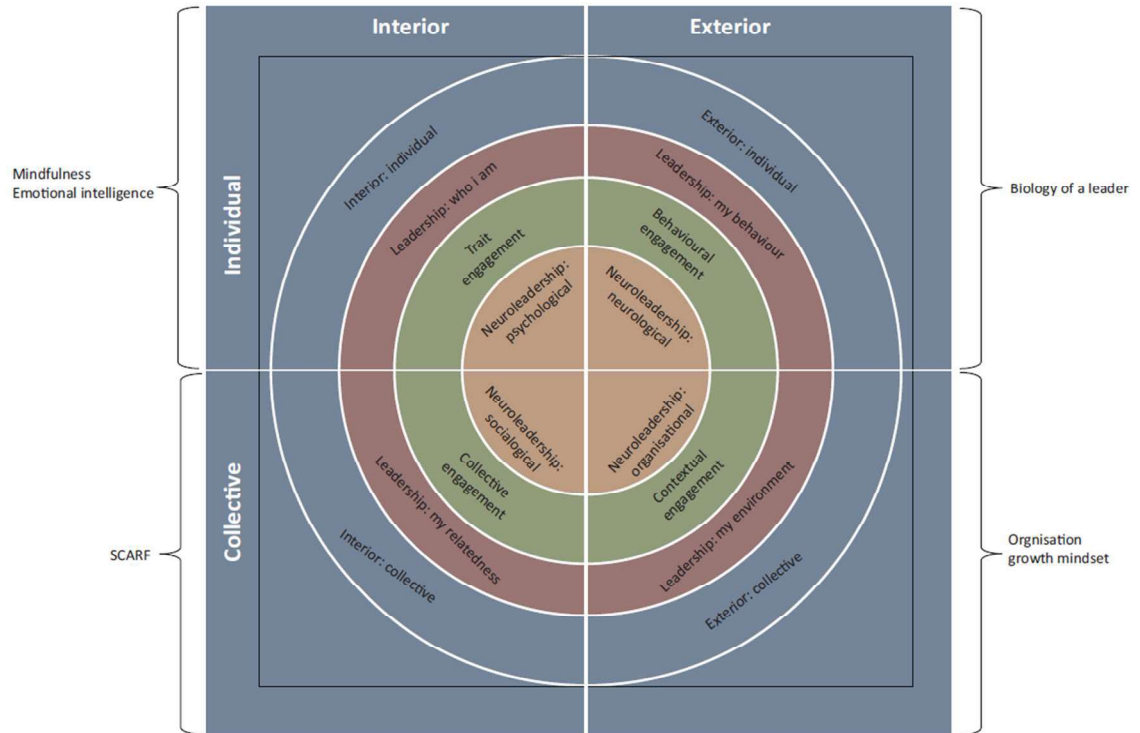 Interior
Exterior
Individual
Collective
Mindfulness
Emotional intelligence
Biology of a leader
SCARF
Orgnisation
growth mindset
Interior: individual
Exterior: individual
Leadership: who i am
Leadership: my behaviour
Trait
engagement
Behavioural
engagement
Neuroleadership:
psychological
Neuroleadership:
neurological
Neuroleadership:
socialogical
Neuroleadership:
organisational
Collective
engagement
Contextual
engagement
Leadership: my relatedness
Leadership: my environment
Interior: collective
Exterior: collective